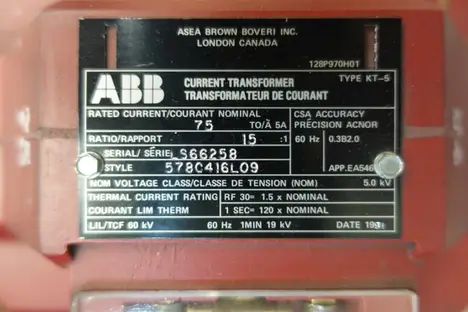 ASEA BROWN BOVERI INC.
LONDON CANADA
128P970H01
ABB CURRENT TRANSFORMER TYPE KT-5
TRANSFORMATEUR DE COURANT
RATED CURRENT/COURANT NOMINAL CSA ACCURACY
75 TO/À 5A PRÉCISION ACNOR
RATIO/RAPPORT 15 :1 60 Hz 0.3B2.0
SERIAL/SÉRIE LS66258
STYLE 578C416L09 APP.EA546
NOM VOLTAGE CLASS/CLASSE DE TENSION (NOM) 5.0 kV
THERMAL CURRENT RATING RF 30= 1.5 x NOMINAL
COURANT LIM THERM 1 SEC= 120 x NOMINAL
LIL/TCF 60 kV 60 Hz 1MIN 19 kV DATE